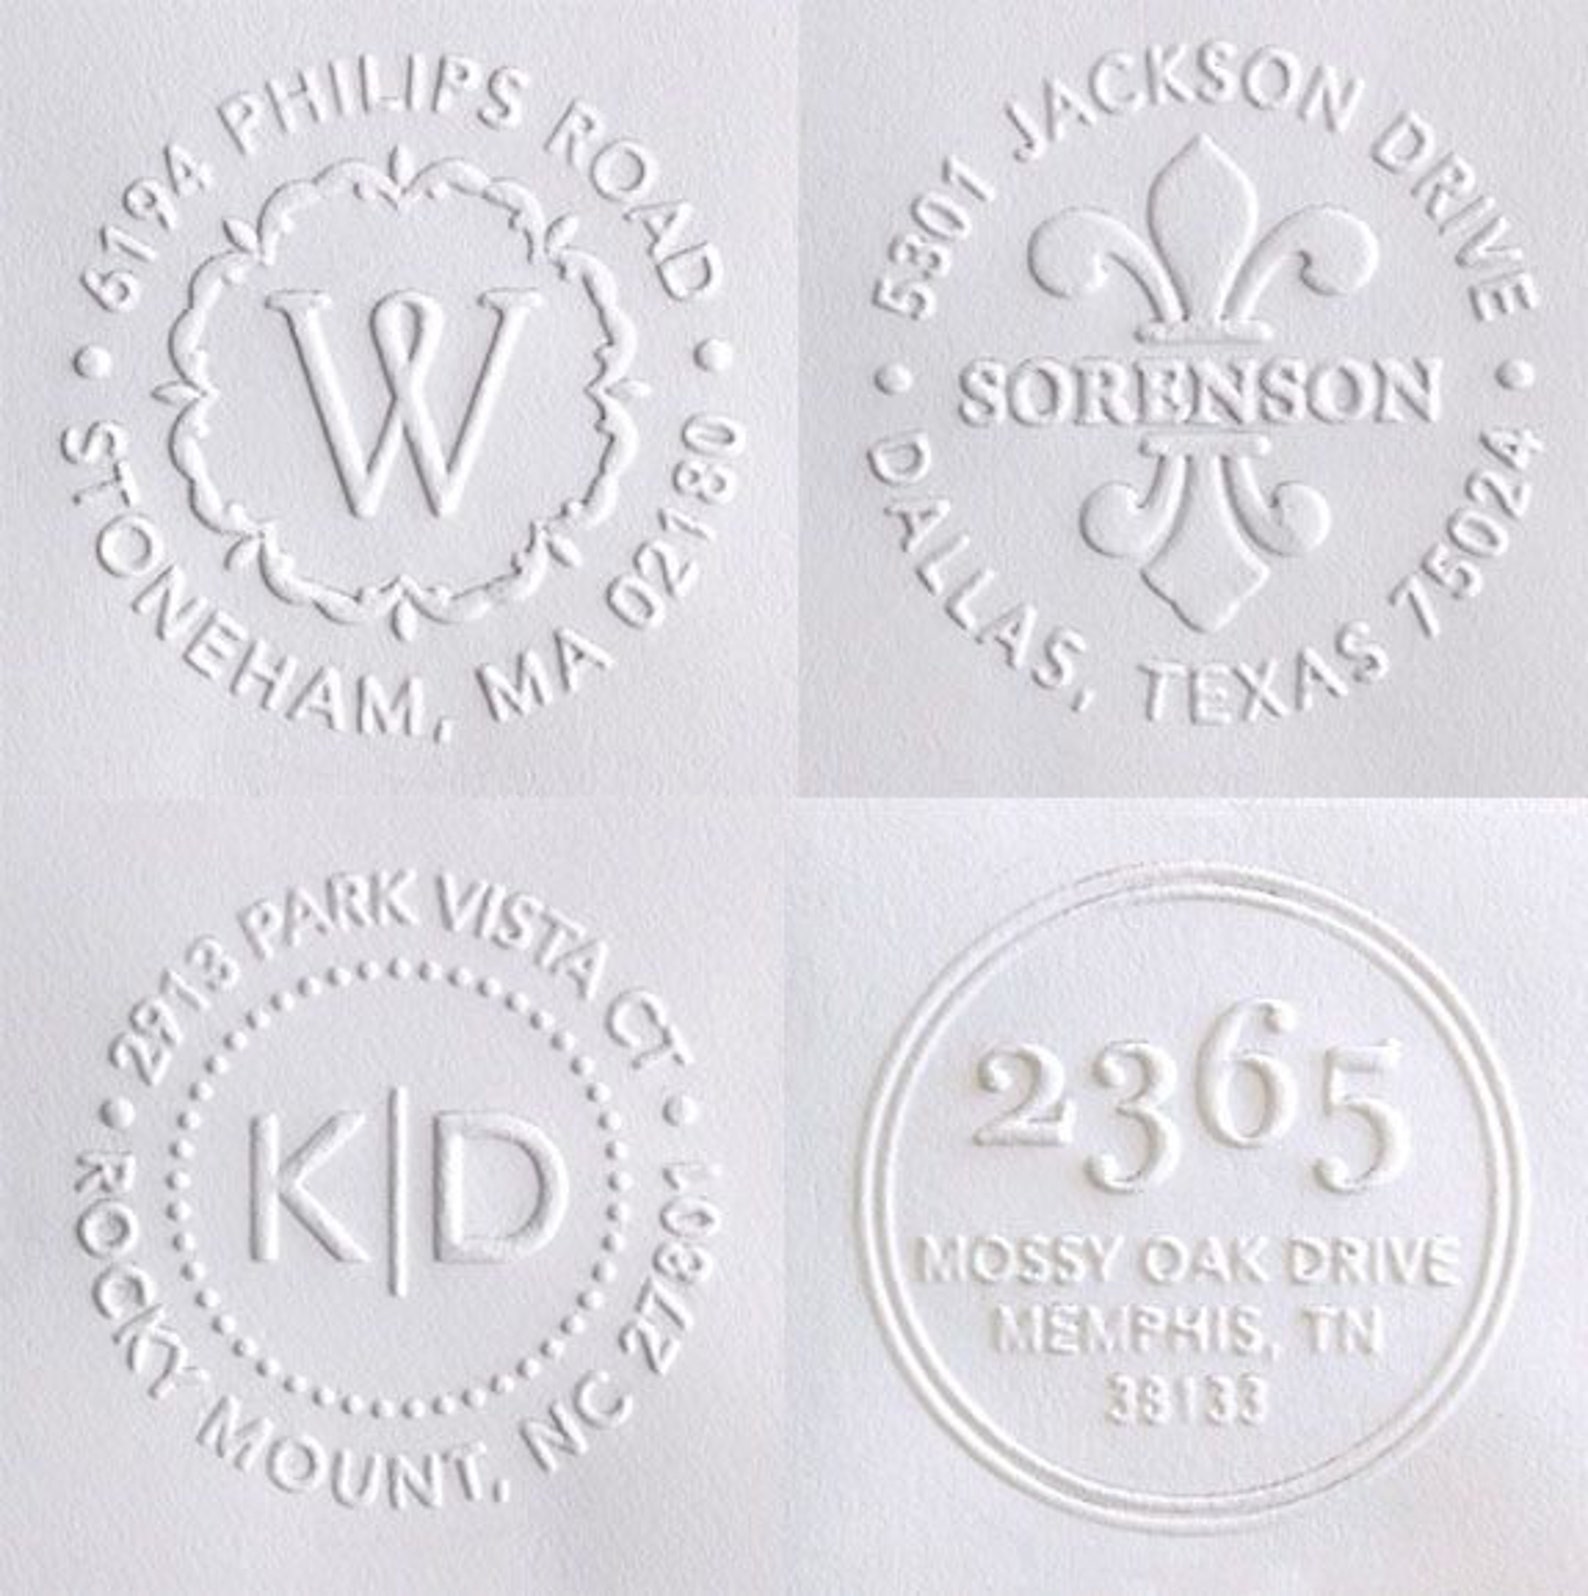 6194 PHILIPS ROAD
W
STONEHAM, MA 02180
5301 JACKSON DRIVE
SORENSON
DALLAS, TEXAS 75024
2913 PARK VISTA CT
K|D
ROCKY MOUNT, NC 27801
2365
MOSSY OAK DRIVE
MEMPHIS, TN
38133